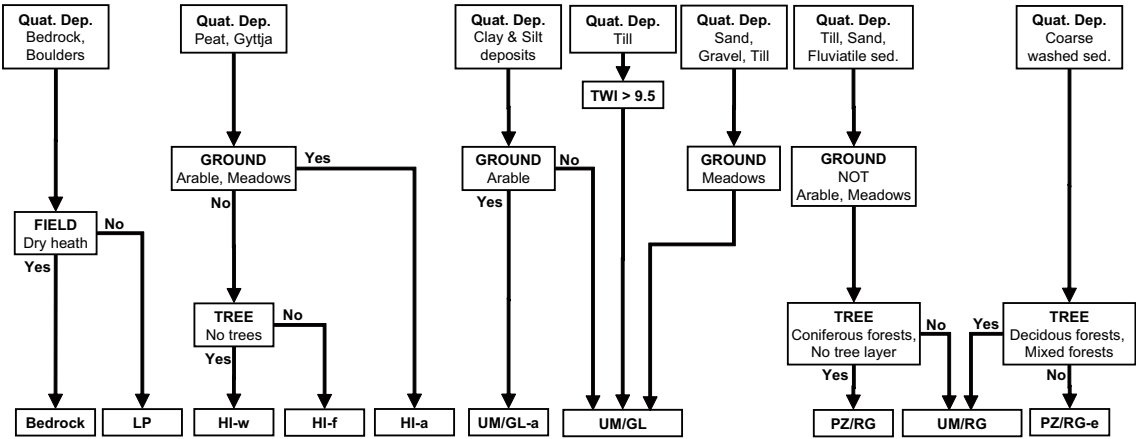 Quat. Dep.
Bedrock,
Boulders
Quat. Dep.
Peat, Gyttja
Quat. Dep.
Clay & Silt
deposits
Quat. Dep.
Till
Quat. Dep.
Sand,
Gravel, Till
Quat. Dep.
Till, Sand,
Fluviatile sed.
Quat. Dep.
Coarse
washed sed.
TWI > 9.5
GROUND
Arable, Meadows
Yes
No
GROUND
Arable
No
Yes
GROUND
Meadows
GROUND
NOT
Arable, Meadows
FIELD
Dry heath
No
Yes
TREE
No trees
No
Yes
TREE
Coniferous forests,
No tree layer
No
Yes
TREE
Decidous forests,
Mixed forests
Yes
No
Bedrock
LP
HI-w
HI-f
HI-a
UM/GL-a
UM/GL
PZ/RG
UM/RG
PZ/RG-e